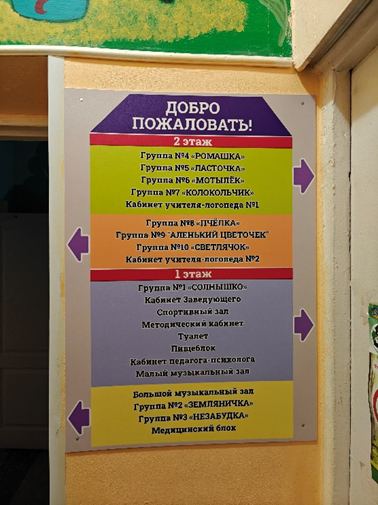 ДОБРО
ПОЖАЛОВАТЬ!
2 этаж
Группа №4 «РОМАШКА»
Группа №5 «ЛАСТОЧКА»
Группа №6 «МОТЫЛЁК»
Группа №7 «КОЛОКОЛЬЧИК»
Кабинет учителя-логопеда №1
Группа №8 «ПЧЁЛКА»
Группа №9 "АЛЕНЬКИЙ ЦВЕТОЧЕК"
Группа №10 «СВЕТЛЯЧОК»
Кабинет учителя-логопеда №2
1 этаж
Группа №1 «СОЛНЫШКО»
Кабинет Заведующего
Спортивный зал
Методический кабинет
Туалет
Пищеблок
Кабинет педагога-психолога
Малый музыкальный зал
Большой музыкальный зал
Группа №2 «ЗЕМЛЯНИЧКА»
Группа №3 «НЕЗАБУДКА»
Медицинский блок